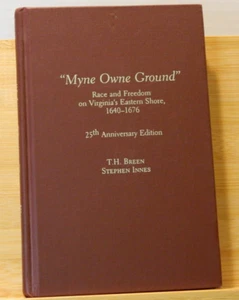 "Myne Owne Ground"
Race and Freedom
on Virginia's Eastern Shore,
1640–1676
25th Anniversary Edition
T.H. Breen
Stephen Innes